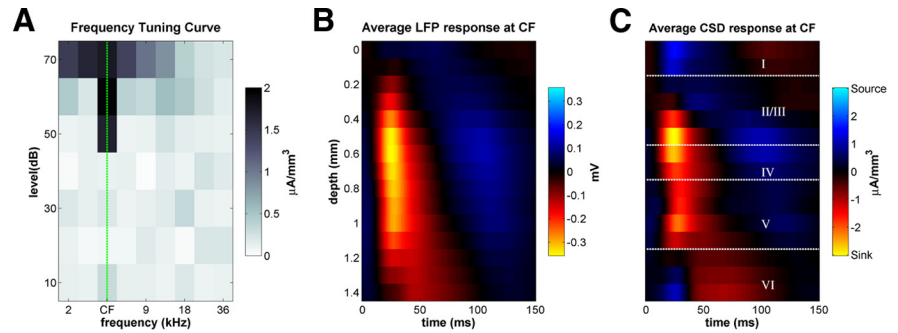 A
Frequency Tuning Curve
level(dB)
70
50
30
10
2 CF 9 18 36
frequency (kHz)
2
1.5
1
0.5
0
μA/mm³
B
Average LFP response at CF
depth (mm)
0
0.2
0.4
0.6
0.8
1
1.2
1.4
0 50 100 150
time (ms)
0.3
0.2
0.1
0
-0.1
-0.2
-0.3
mV
C
Average CSD response at CF
I
II/III
IV
V
VI
0 50 100 150
time (ms)
Source
2
1
0
-1
-2
Sink
μA/mm³